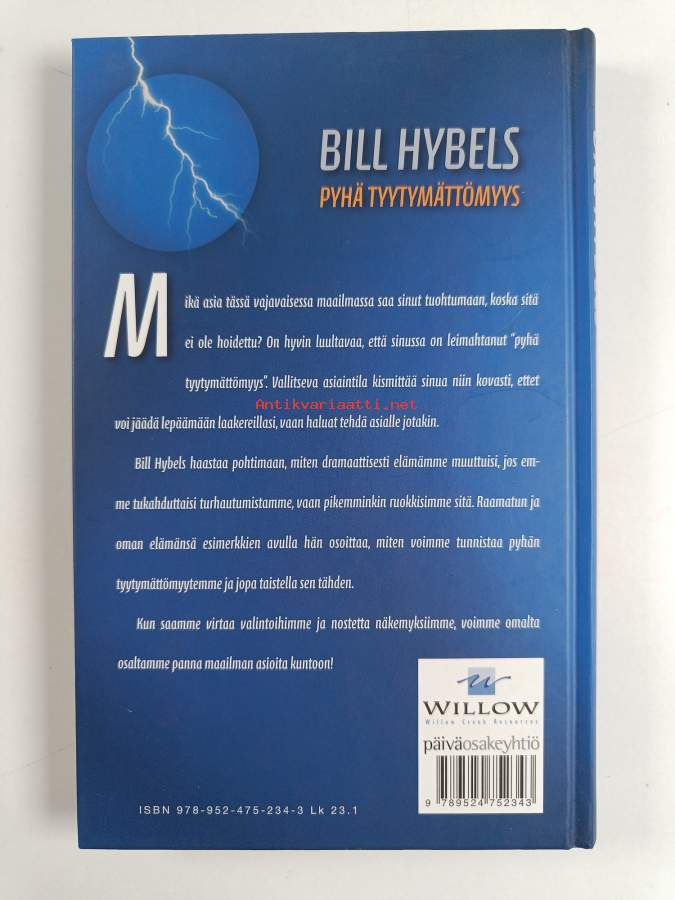 BILL HYBELS
PYHÄ TYYTYMÄTTÖMYYS
Mikä asia tässä vajavaisessa maailmassa saa sinut tuohtumaan, koska sitä
ei ole hoidettu? On hyvin luultavaa, että sinussa on leimahtanut "pyhä
tyytymättömyys". Vallitseva asiaintila kismittää sinua niin kovasti, ettet
Antikvariaatti.net
voi jäädä lepäämään laakereillasi, vaan haluat tehdä asialle jotakin.
Bill Hybels haastaa pohtimaan, miten dramaattisesti elämämme muuttuisi, jos em-
me tukahduttaisi turhautumistamme, vaan pikemminkin ruokkisimme sitä. Raamatun ja
oman elämänsä esimerkkien avulla hän osoittaa, miten voimme tunnistaa pyhän
tyytymättömyytemme ja jopa taistella sen tähden.
Kun saamme virtaa valintoihimme ja nostetta näkemyksiimme, voimme omalta
osaltamme panna maailman asioita kuntoon!
WILLOW
Willow Creek Resources
päiväosakeyhtiö
9 789524 752343
ISBN 978-952-475-234-3 Lk 23.1